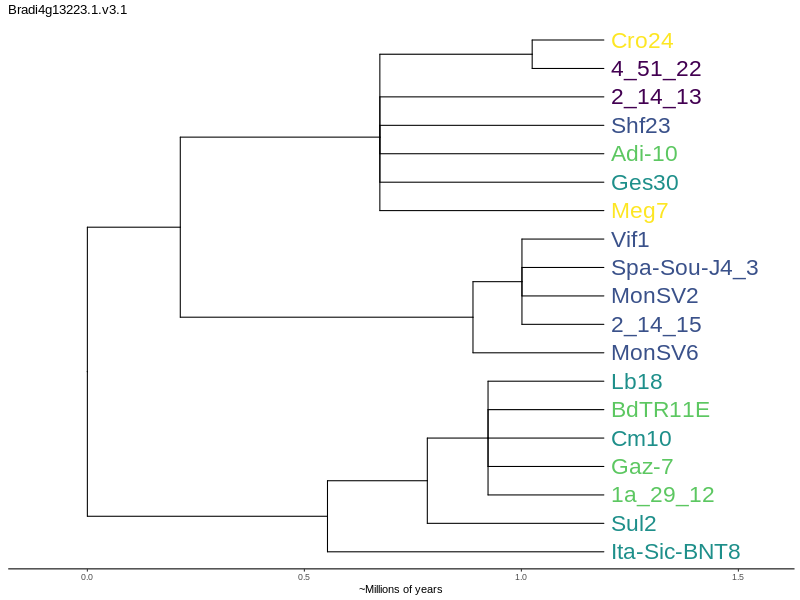 Bradi4g13223.1.v3.1
Cro24
4_51_22
2_14_13
Shf23
Adi-10
Ges30
Meg7
Vif1
Spa-Sou-J4_3
MonSV2
2_14_15
MonSV6
Lb18
BdTR11E
Cm10
Gaz-7
1a_29_12
Sul2
Ita-Sic-BNT8
0.0 0.5 1.0 1.5
~Millions of years